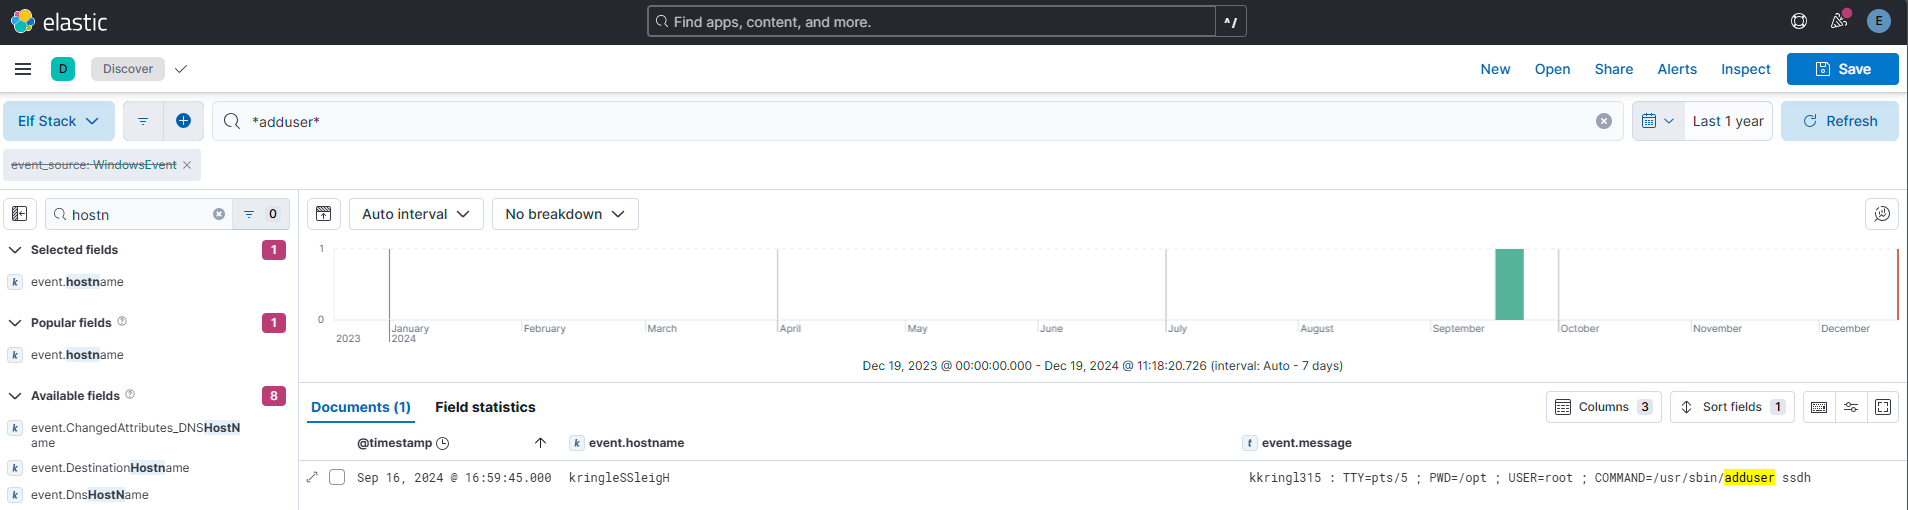 elastic
Find apps, content, and more.
^/
E
D
Discover
New
Open
Share
Alerts
Inspect
Save
Elf Stack
*adduser*
Last 1 year
Refresh
event_source: WindowsEvent
hostn
0
Auto interval
No breakdown
Selected fields
1
k event.hostname
Popular fields
1
k event.hostname
Available fields
8
k event.ChangedAttributes_DNSHostN
ame
k event.DestinationHostname
k event.DnsHostName
1
0
2023
January
2024
February
March
April
May
June
July
August
September
October
November
December
Dec 19, 2023 @ 00:00:00.000 - Dec 19, 2024 @ 11:18:20.726 (interval: Auto - 7 days)
Documents (1)
Field statistics
Columns 3
Sort fields 1
@timestamp
k event.hostname
t event.message
Sep 16, 2024 @ 16:59:45.000
kringleSSleigH
kkringl315 : TTY=pts/5 ; PWD=/opt ; USER=root ; COMMAND=/usr/sbin/adduser ssdh